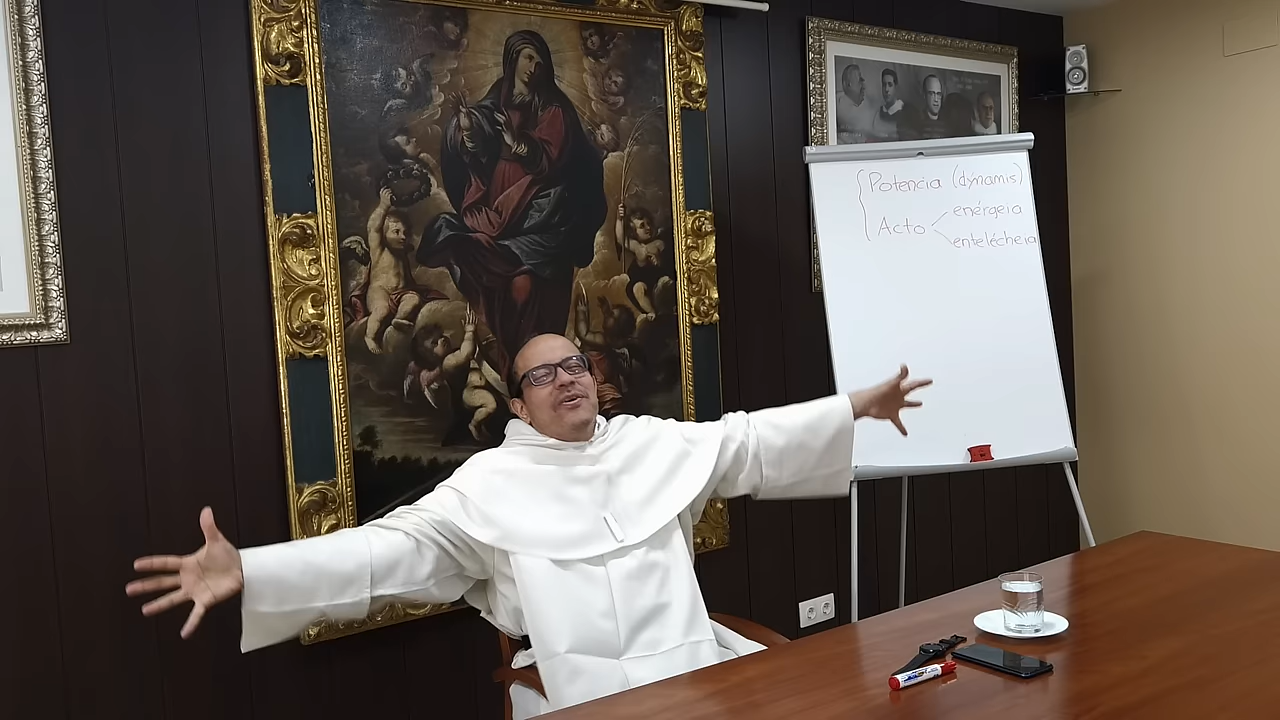 Potencia (dýnamis)
Acto
enérgeia
entelécheia